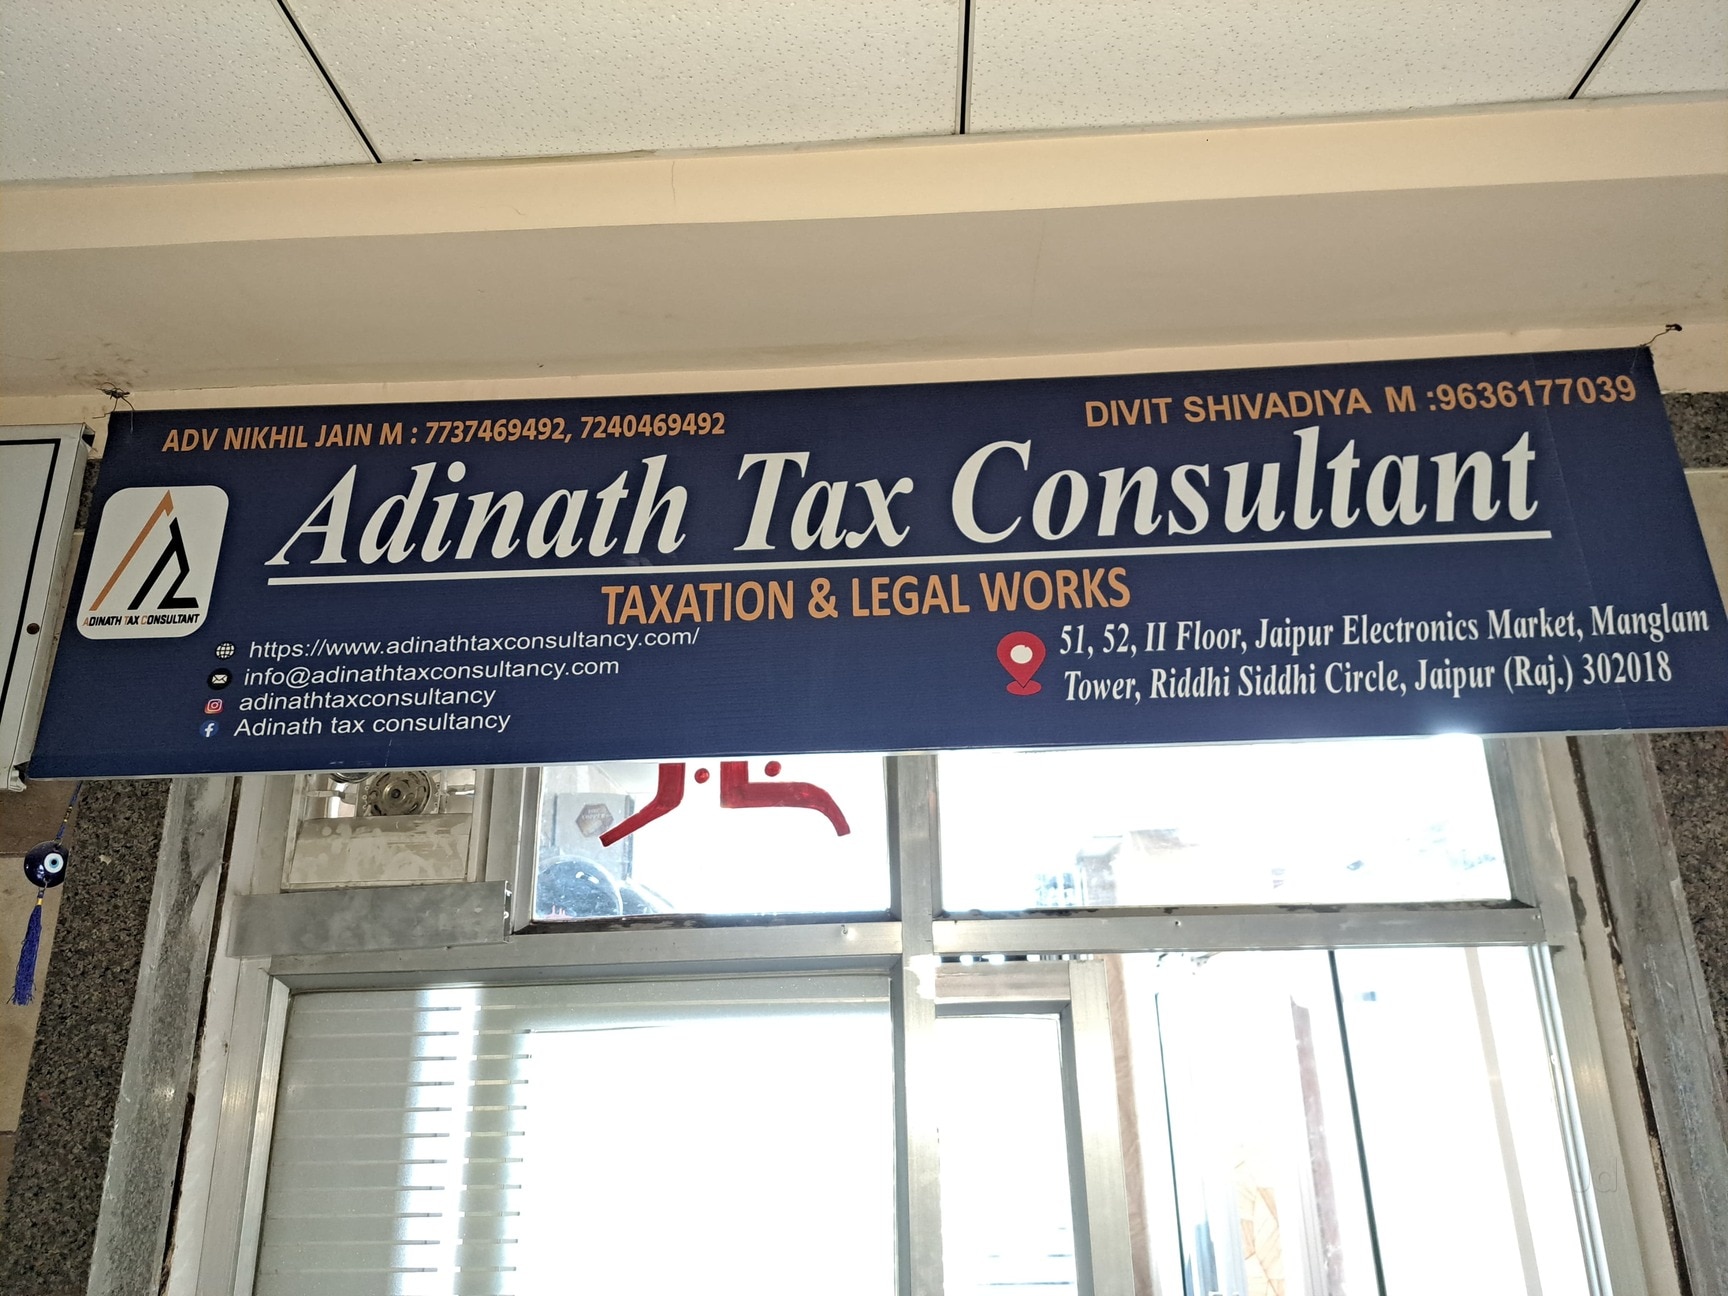 ADV NIKHIL JAIN M : 7737469492, 7240469492
DIVIT SHIVADIYA M :9636177039
Adinath Tax Consultant
ADINATH TAX CONSULTANT
TAXATION & LEGAL WORKS
https://www.adinathtaxconsultancy.com/
info@adinathtaxconsultancy.com
adinathtaxconsultancy
Adinath tax consultancy
51, 52, II Floor, Jaipur Electronics Market, Manglam
Tower, Riddhi Siddhi Circle, Jaipur (Raj.) 302018
Jd